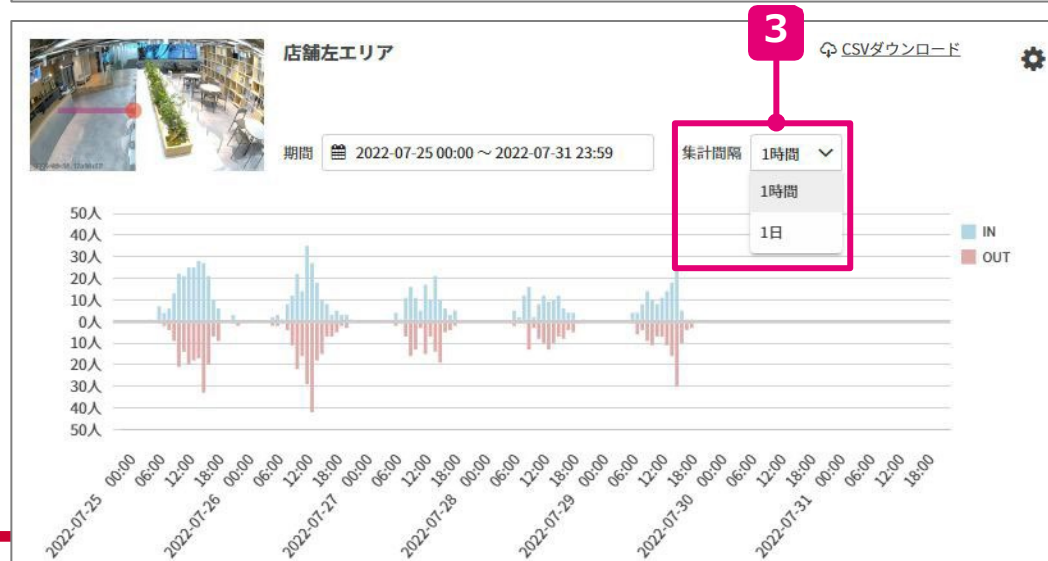 3
店舗左エリア
CSVダウンロード
期間 2022-07-25 00:00 ～ 2022-07-31 23:59
集計間隔 1時間
1時間
1日
50人
40人
30人
20人
10人
0人
10人
20人
30人
40人
50人
IN
OUT
2022-07-25 00:00 06:00 12:00 18:00
2022-07-26 00:00 06:00 12:00 18:00
2022-07-27 00:00 06:00 12:00 18:00
2022-07-28 00:00 06:00 12:00 18:00
2022-07-29 00:00 06:00 12:00 18:00
2022-07-30 00:00 06:00 12:00 18:00
2022-07-31 00:00 06:00 12:00 18:00